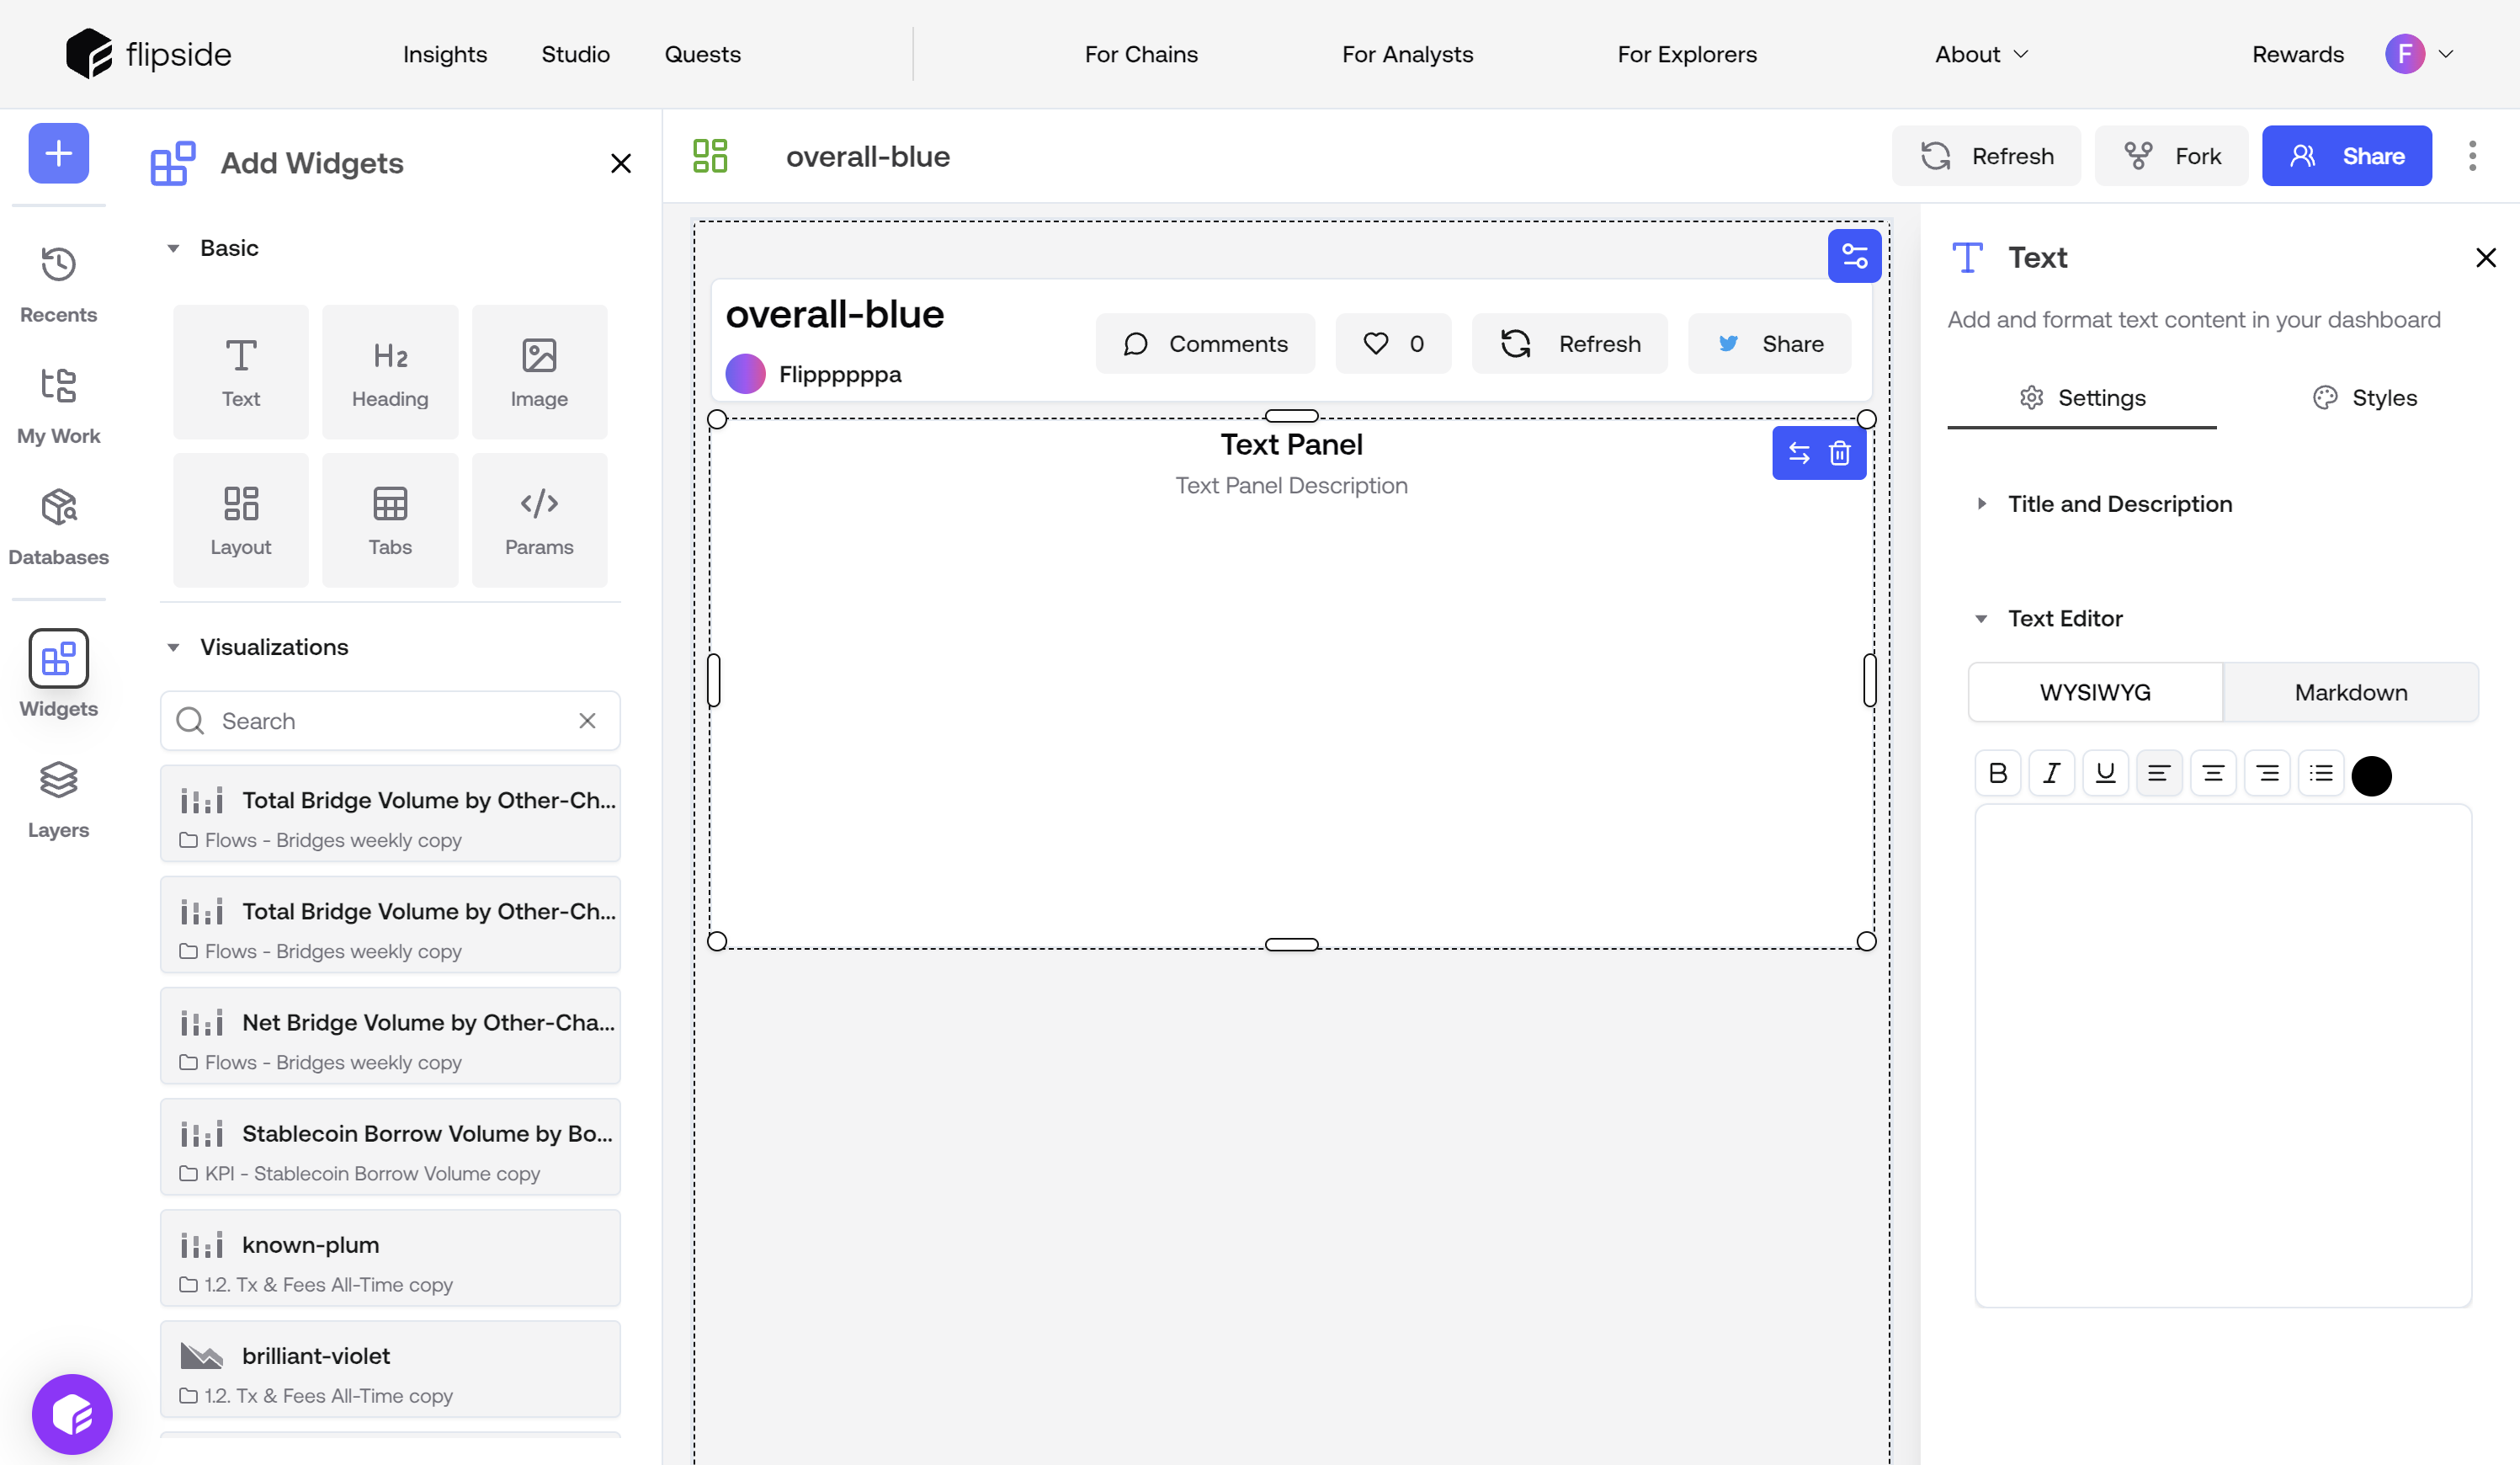 flipside
Insights
Studio
Quests
For Chains
For Analysts
For Explorers
About
Rewards
F
Add Widgets
overall-blue
Refresh
Fork
Share
Recents
My Work
Databases
Widgets
Layers
Basic
Text
H2
Heading
Image
Layout
Tabs
Params
Visualizations
Search
Total Bridge Volume by Other-Ch...
Flows - Bridges weekly copy
Total Bridge Volume by Other-Ch...
Flows - Bridges weekly copy
Net Bridge Volume by Other-Cha...
Flows - Bridges weekly copy
Stablecoin Borrow Volume by Bo...
KPI - Stablecoin Borrow Volume copy
known-plum
1.2. Tx & Fees All-Time copy
brilliant-violet
1.2. Tx & Fees All-Time copy
overall-blue
Flippppppa
Comments
0
Refresh
Share
Text Panel
Text Panel Description
Text
Add and format text content in your dashboard
Settings
Styles
Title and Description
Text Editor
WYSIWYG
Markdown
B
I
U